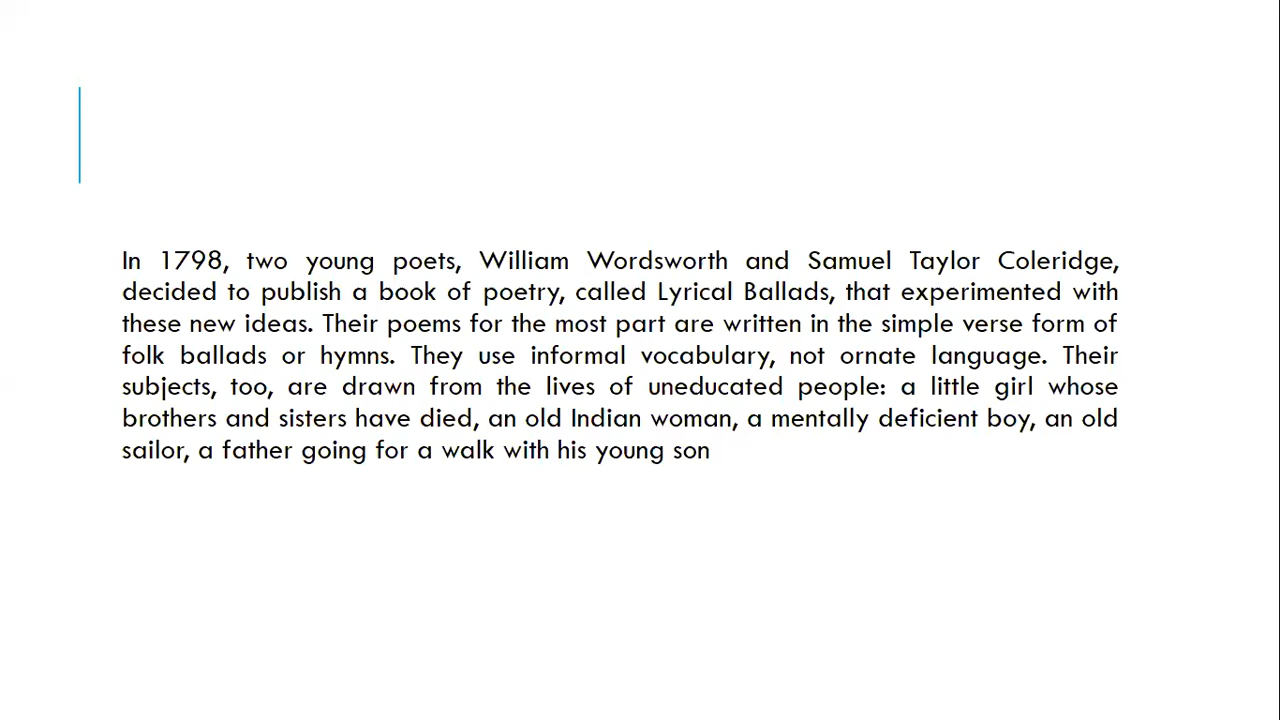 In 1798, two young poets, William Wordsworth and Samuel Taylor Coleridge,
decided to publish a book of poetry, called Lyrical Ballads, that experimented with
these new ideas. Their poems for the most part are written in the simple verse form of
folk ballads or hymns. They use informal vocabulary, not ornate language. Their
subjects, too, are drawn from the lives of uneducated people: a little girl whose
brothers and sisters have died, an old Indian woman, a mentally deficient boy, an old
sailor, a father going for a walk with his young son